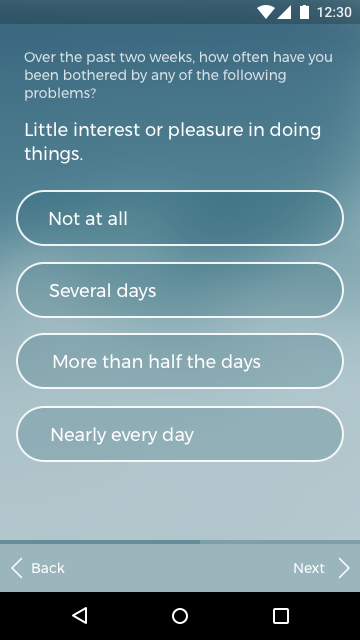 12:30
Over the past two weeks, how often have you
been bothered by any of the following
problems?
Little interest or pleasure in doing
things.
Not at all
Several days
More than half the days
Nearly every day
Back
Next